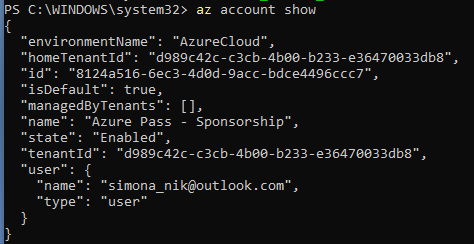 PS C:\WINDOWS\system32> az account show
{
  "environmentName": "AzureCloud",
  "homeTenantId": "d989c42c-c3cb-4b00-b233-e36470033db8",
  "id": "8124a516-6ec3-4d0d-9acc-bdce4496ccc7",
  "isDefault": true,
  "managedByTenants": [],
  "name": "Azure Pass - Sponsorship",
  "state": "Enabled",
  "tenantId": "d989c42c-c3cb-4b00-b233-e36470033db8",
  "user": {
    "name": "simona_nik@outlook.com",
    "type": "user"
  }
}